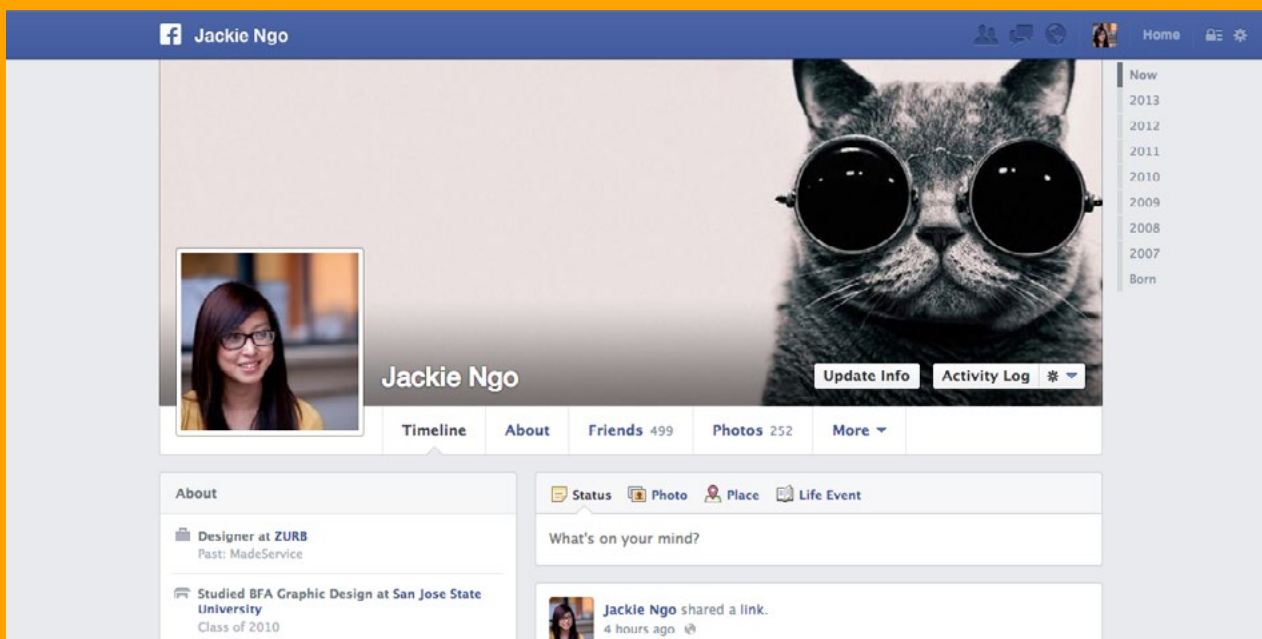 Jackie Ngo
Home
Now
2013
2012
2011
2010
2009
2008
2007
Born
Jackie Ngo
Update Info
Activity Log
Timeline About Friends 499 Photos 252 More
About
Designer at ZURB
Past: MadeService
Studied BFA Graphic Design at San Jose State
University
Class of 2010
Status Photo Place Life Event
What's on your mind?
Jackie Ngo shared a link.
4 hours ago